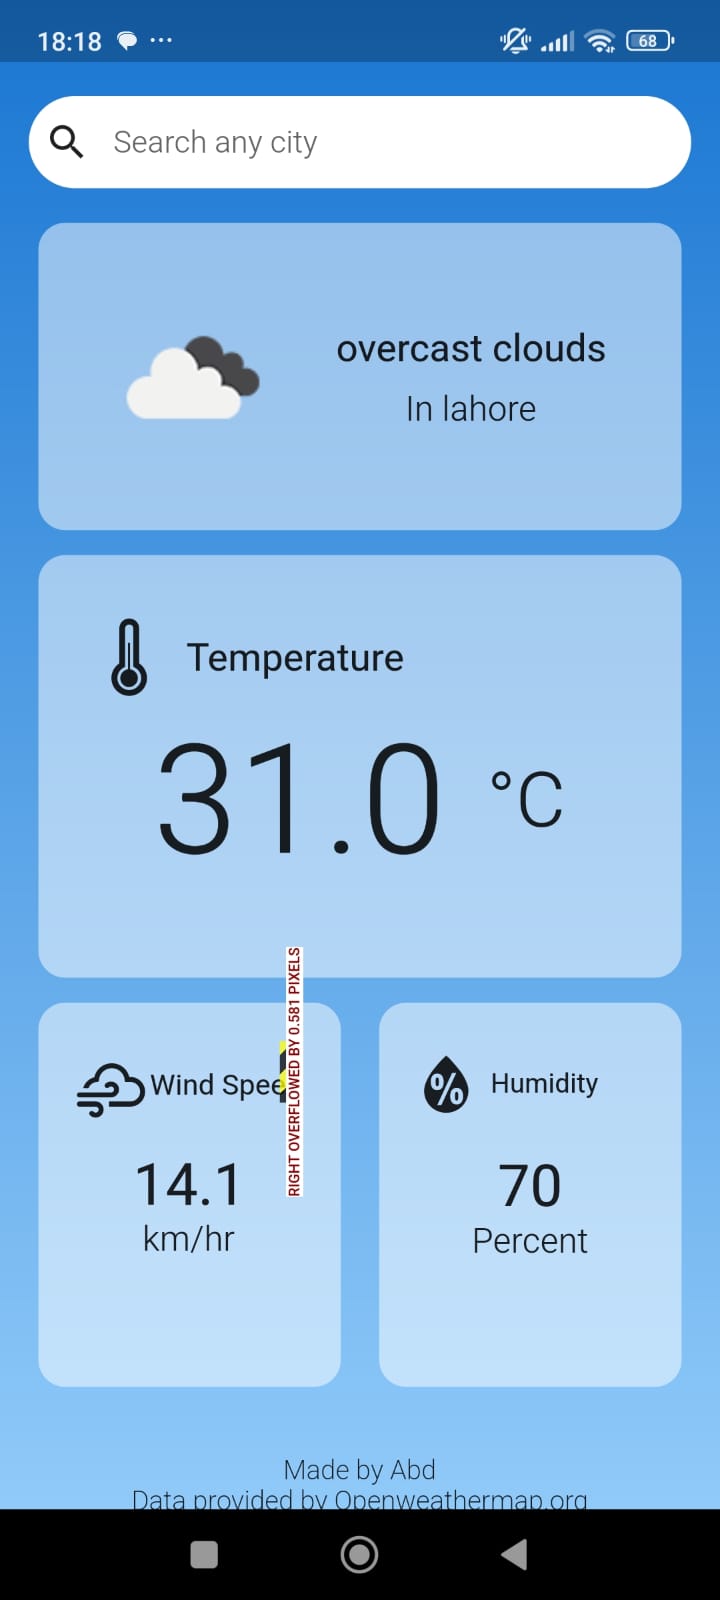 18:18 68
Search any city
overcast clouds
In lahore
Temperature
31.0 °C
RIGHT OVERFLOWED BY 0.581 PIXELS
Wind Spee
14.1
km/hr
%
Humidity
70
Percent
Made by Abd
Data provided by Openweathermap.org